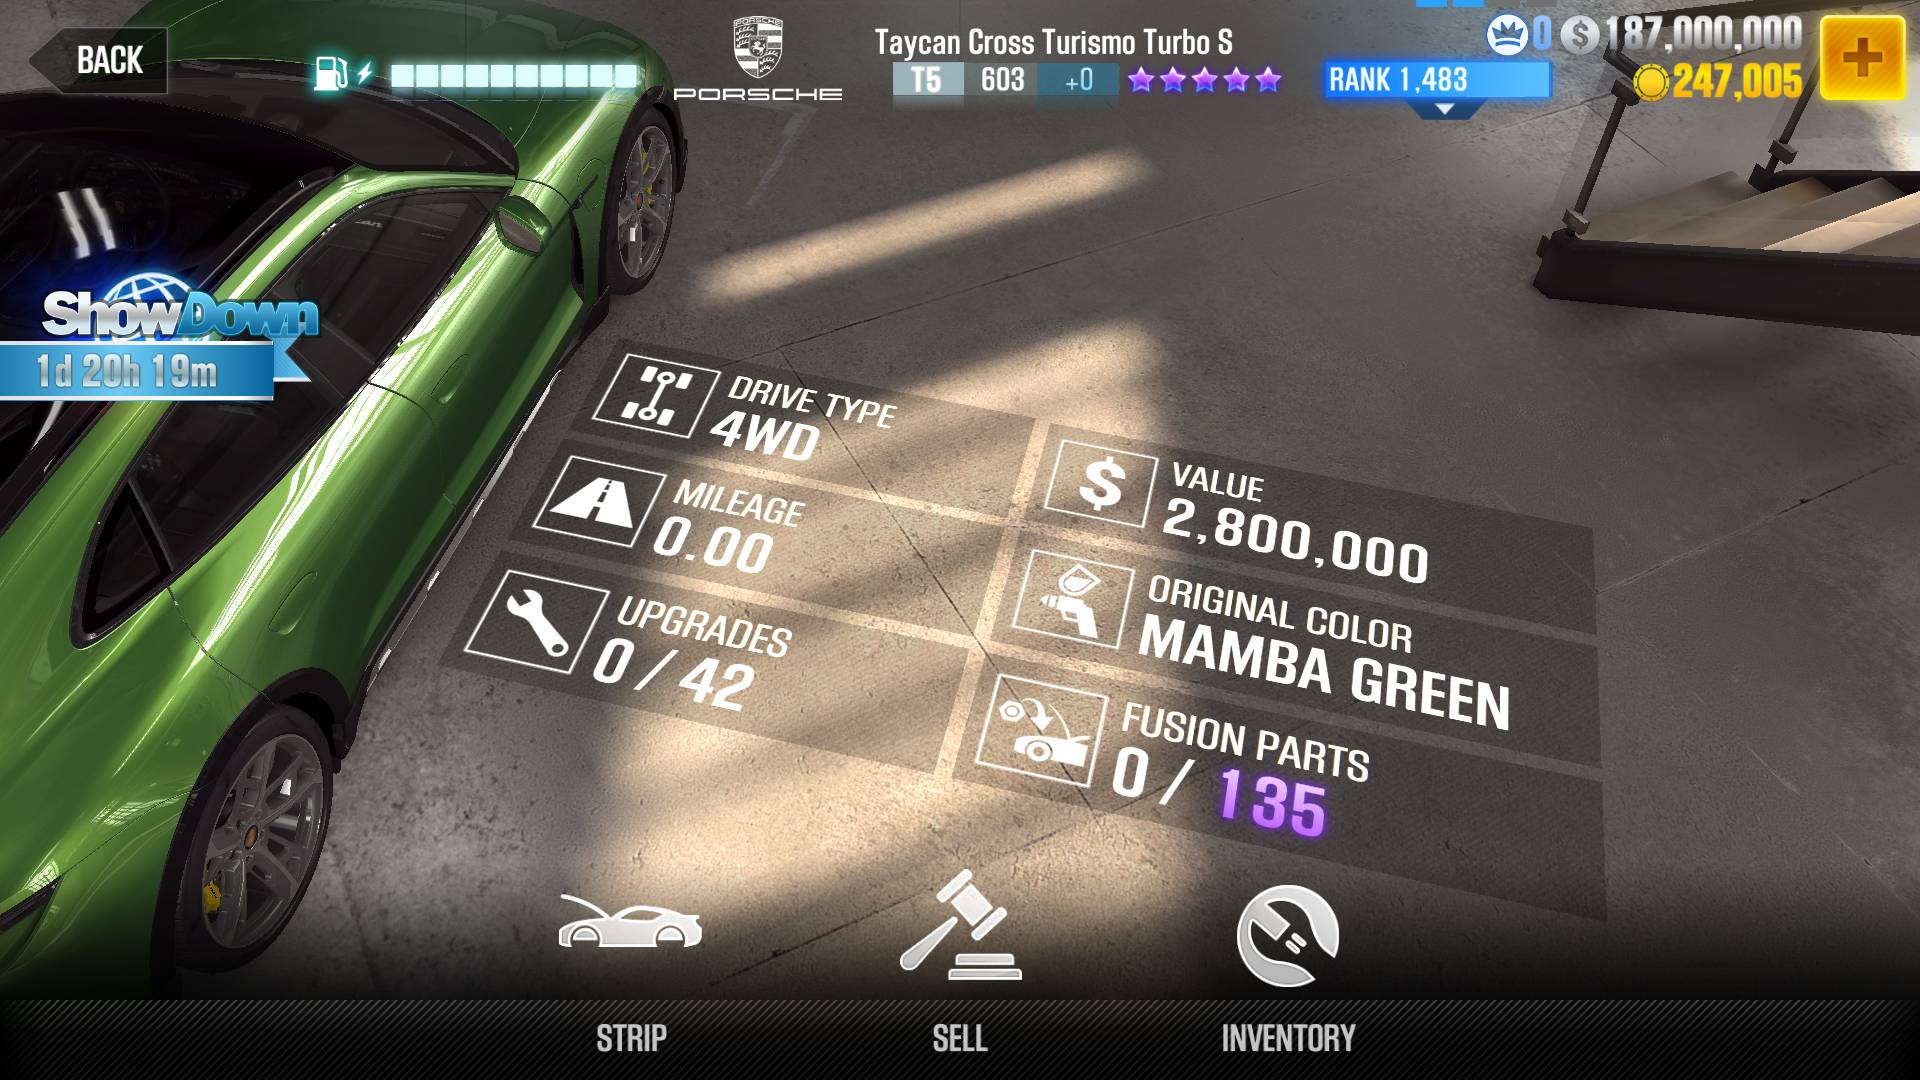 BACK
PORSCHE
PORSCHE
Taycan Cross Turismo Turbo S
T5 603 +0
RANK 1,483
0 $ 187,000,000
247,005
ShowDown
1d 20h 19m
DRIVE TYPE
4WD
MILEAGE
0.00
UPGRADES
0 / 42
$ VALUE
2,800,000
ORIGINAL COLOR
MAMBA GREEN
FUSION PARTS
0 / 135
STRIP
SELL
INVENTORY